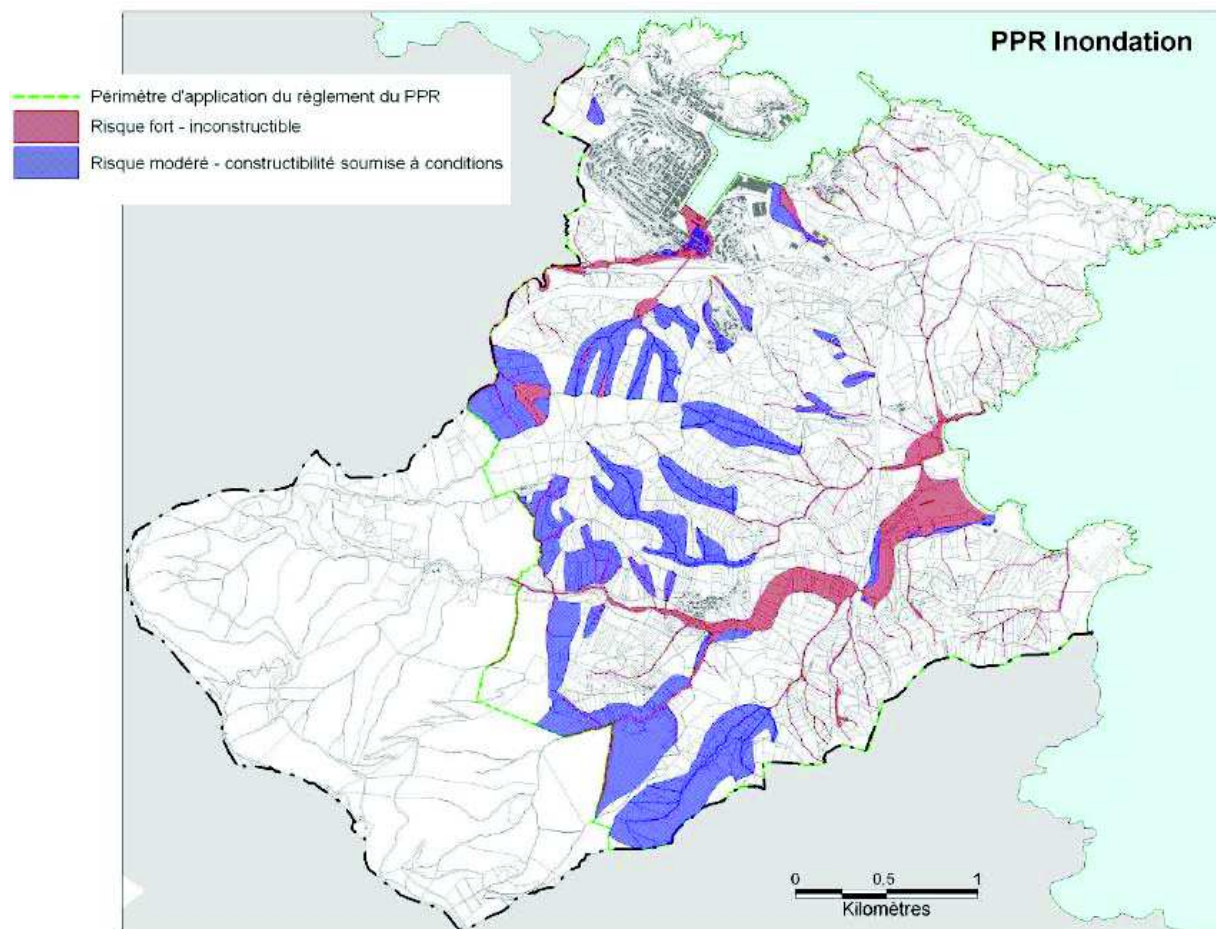 PPR Inondation
Périmètre d'application du règlement du PPR
Risque fort - inconstructible
Risque modéré - constructibilité soumise à conditions
0 0,5 1
Kilomètres